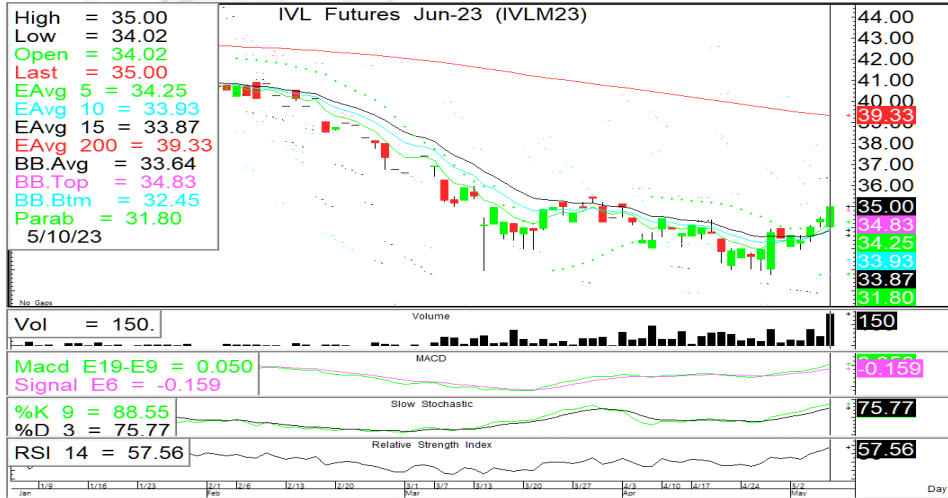 IVL Futures Jun-23 (IVLM23)
High = 35.00
Low = 34.02
Open = 34.02
Last = 35.00
EAvg 5 = 34.25
EAvg 10 = 33.93
EAvg 15 = 33.87
EAvg 200 = 39.33
BB.Avg = 33.64
BB.Top = 34.83
BB.Btm = 32.45
Parab = 31.80
5/10/23
44.00
43.00
42.00
41.00
40.00
39.33
38.00
37.00
36.00
35.00
34.83
34.25
33.93
33.87
31.80
No Gaps
Volume
Vol = 150.
150
MACD
Macd E19-E9 = 0.050
Signal E6 = -0.159
-0.159
Slow Stochastic
%K 9 = 88.55
%D 3 = 75.77
75.77
Relative Strength Index
RSI 14 = 57.56
57.56
1/9 1/16 1/23 2/1 2/6 2/13 2/20 3/1 3/7 3/13 3/20 3/27 4/3 4/10 4/17 4/24 5/2
Jan Feb Mar Apr May Day